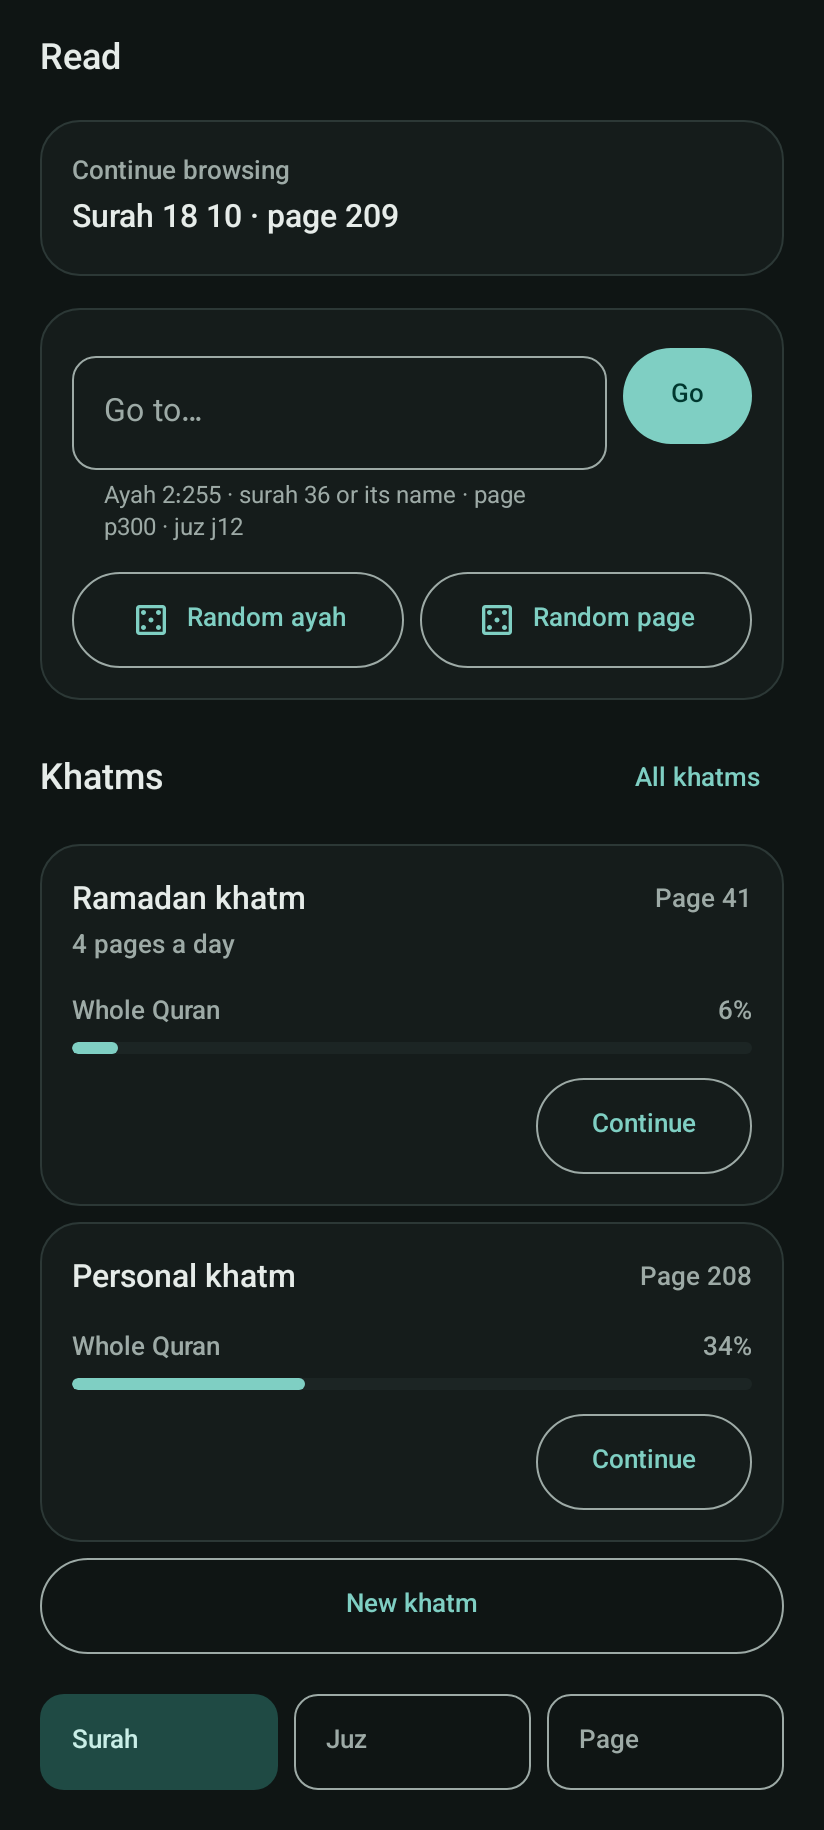 Read
Continue browsing
Surah 18 10 · page 209
Go to…
Go
Ayah 2:255 · surah 36 or its name · page
p300 · juz j12
Random ayah
Random page
Khatms
All khatms
Ramadan khatm
Page 41
4 pages a day
Whole Quran
6%
Continue
Personal khatm
Page 208
Whole Quran
34%
Continue
New khatm
Surah
Juz
Page